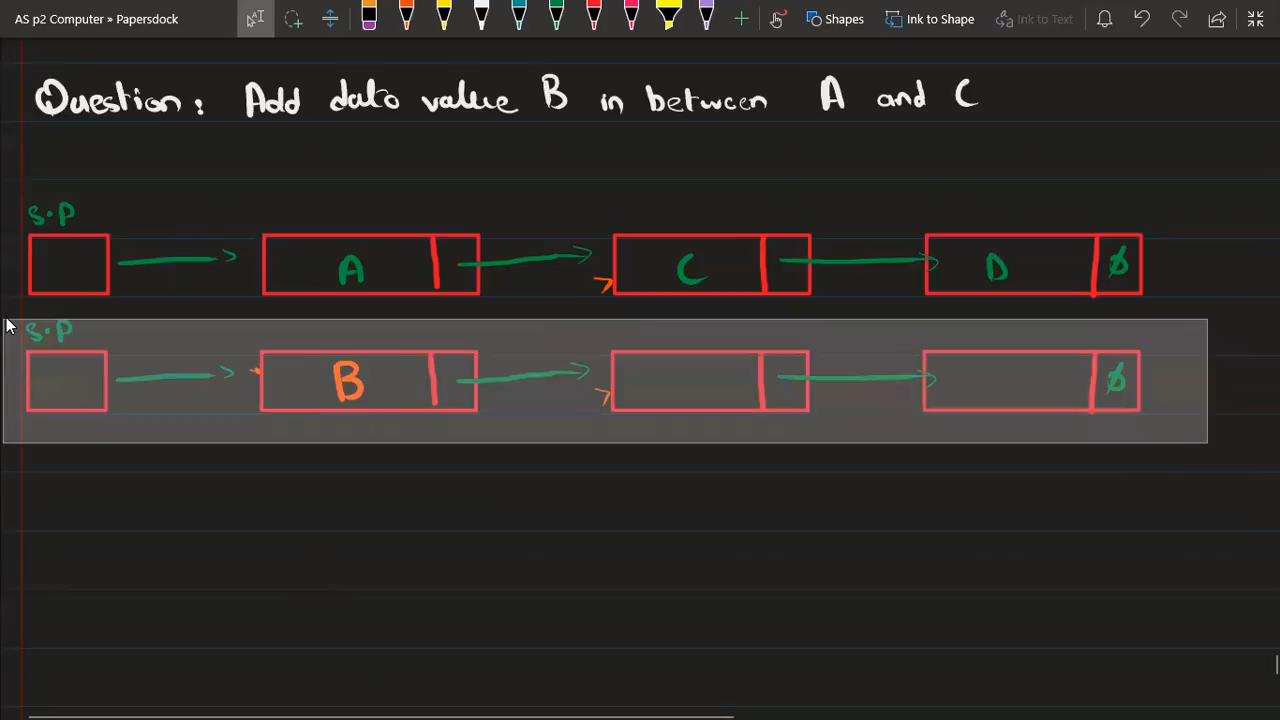 AS p2 Computer » Papersdock
Shapes
Ink to Shape
Ink to Text
Question: Add data value B in between A and C
S.P
A C D Ø
S.P
B Ø